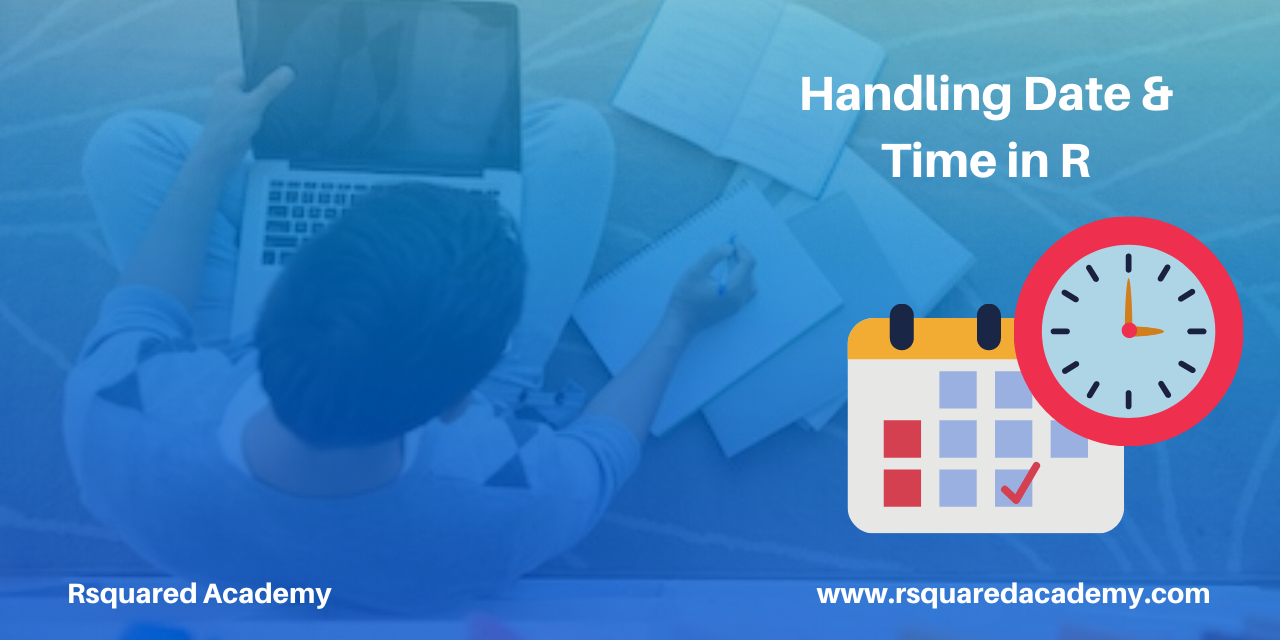 Handling Date &
Time in R
Rsquared Academy
www.rsquaredacademy.com